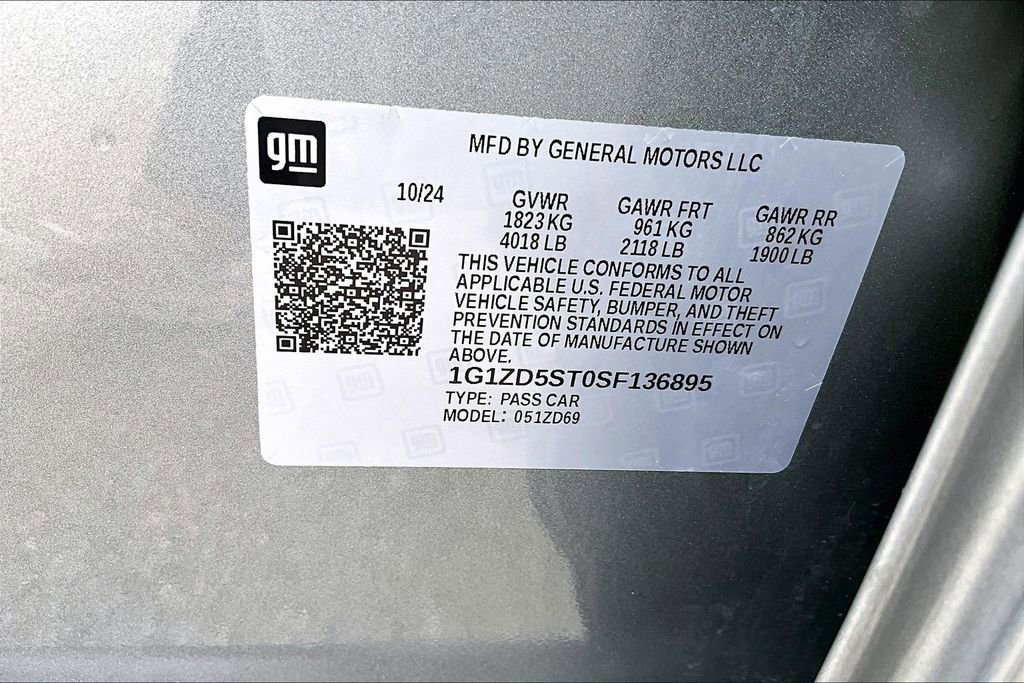 gm
MFD BY GENERAL MOTORS LLC
10/24 GVWR GAWR FRT GAWR RR
1823 KG 961 KG 862 KG
4018 LB 2118 LB 1900 LB
THIS VEHICLE CONFORMS TO ALL
APPLICABLE U.S. FEDERAL MOTOR
VEHICLE SAFETY, BUMPER, AND THEFT
PREVENTION STANDARDS IN EFFECT ON
THE DATE OF MANUFACTURE SHOWN
ABOVE.
1G1ZD5ST0SF136895
TYPE: PASS CAR
MODEL: 051ZD69